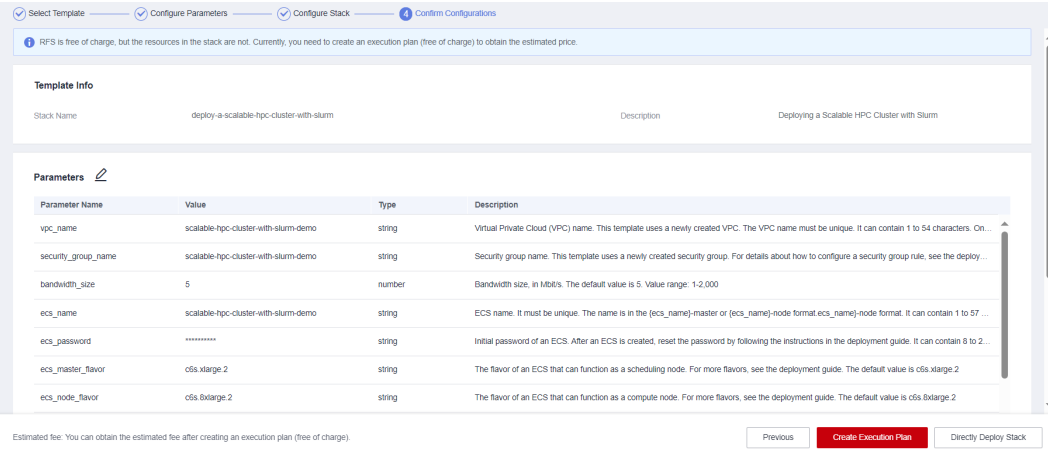 Select Template
Configure Parameters
Configure Stack
4 Confirm Configurations
RFS is free of charge, but the resources in the stack are not. Currently, you need to create an execution plan (free of charge) to obtain the estimated price.
Template Info
Stack Name deploy-a-scalable-hpc-cluster-with-slurm Description Deploying a Scalable HPC Cluster with Slurm
Parameters
Parameter Name Value Type Description
vpc_name scalable-hpc-cluster-with-slurm-demo string Virtual Private Cloud (VPC) name. This template uses a newly created VPC. The VPC name must be unique. It can contain 1 to 54 characters. On...
security_group_name scalable-hpc-cluster-with-slurm-demo string Security group name. This template uses a newly created security group. For details about how to configure a security group rule, see the deploy...
bandwidth_size 5 number Bandwidth size, in Mbit/s. The default value is 5. Value range: 1-2,000
ecs_name scalable-hpc-cluster-with-slurm-demo string ECS name. It must be unique. The name is in the {ecs_name}-master or {ecs_name}-node format.ecs_name}-node format. It can contain 1 to 57 ...
ecs_password ********** string Initial password of an ECS. After an ECS is created, reset the password by following the instructions in the deployment guide. It can contain 8 to 2...
ecs_master_flavor c6s.xlarge.2 string The flavor of an ECS that can function as a scheduling node. For more flavors, see the deployment guide. The default value is c6s.xlarge.2
ecs_node_flavor c6s.8xlarge.2 string The flavor of an ECS that can function as a compute node. For more flavors, see the deployment guide. The default value is c6s.8xlarge.2
Estimated fee: You can obtain the estimated fee after creating an execution plan (free of charge). Previous Create Execution Plan Directly Deploy Stack